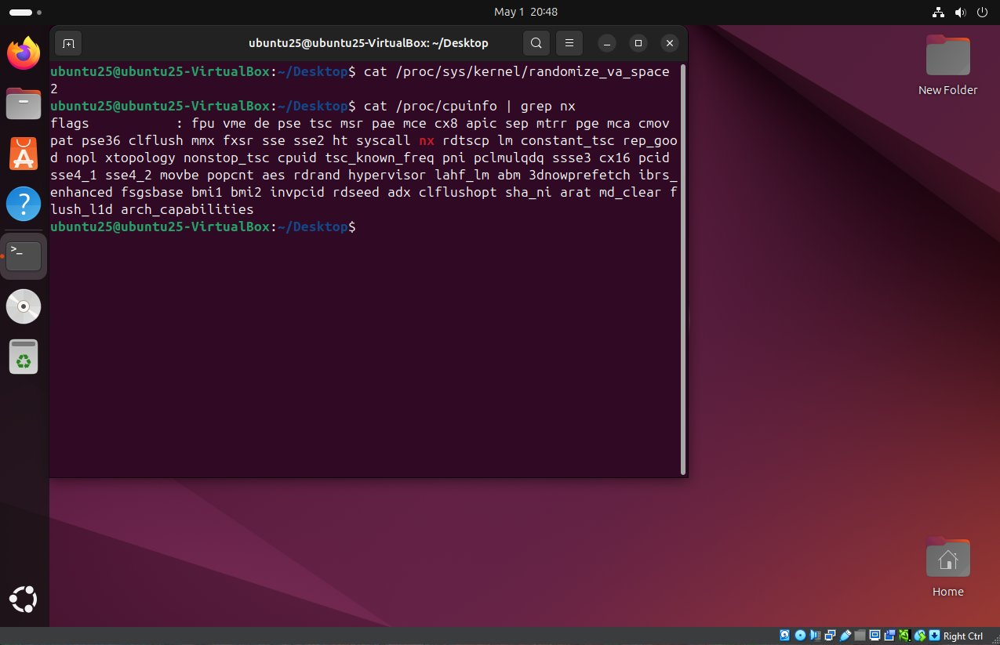 May 1 20:48
ubuntu25@ubuntu25-VirtualBox: ~/Desktop
ubuntu25@ubuntu25-VirtualBox:~/Desktop$ cat /proc/sys/kernel/randomize_va_space
2
ubuntu25@ubuntu25-VirtualBox:~/Desktop$ cat /proc/cpuinfo | grep nx
flags           : fpu vme de pse tsc msr pae mce cx8 apic sep mtrr pge mca cmov
pat pse36 clflush mmx fxsr sse sse2 ht syscall nx rdtscp lm constant_tsc rep_goo
d nopl xtopology nonstop_tsc cpuid tsc_known_freq pni pclmulqdq ssse3 cx16 pcid
sse4_1 sse4_2 movbe popcnt aes rdrand hypervisor lahf_lm abm 3dnowprefetch ibrs_
enhanced fsgsbase bmi1 bmi2 invpcid rdseed adx clflushopt sha_ni arat md_clear f
lush_l1d arch_capabilities
ubuntu25@ubuntu25-VirtualBox:~/Desktop$
New Folder
Home
Right Ctrl